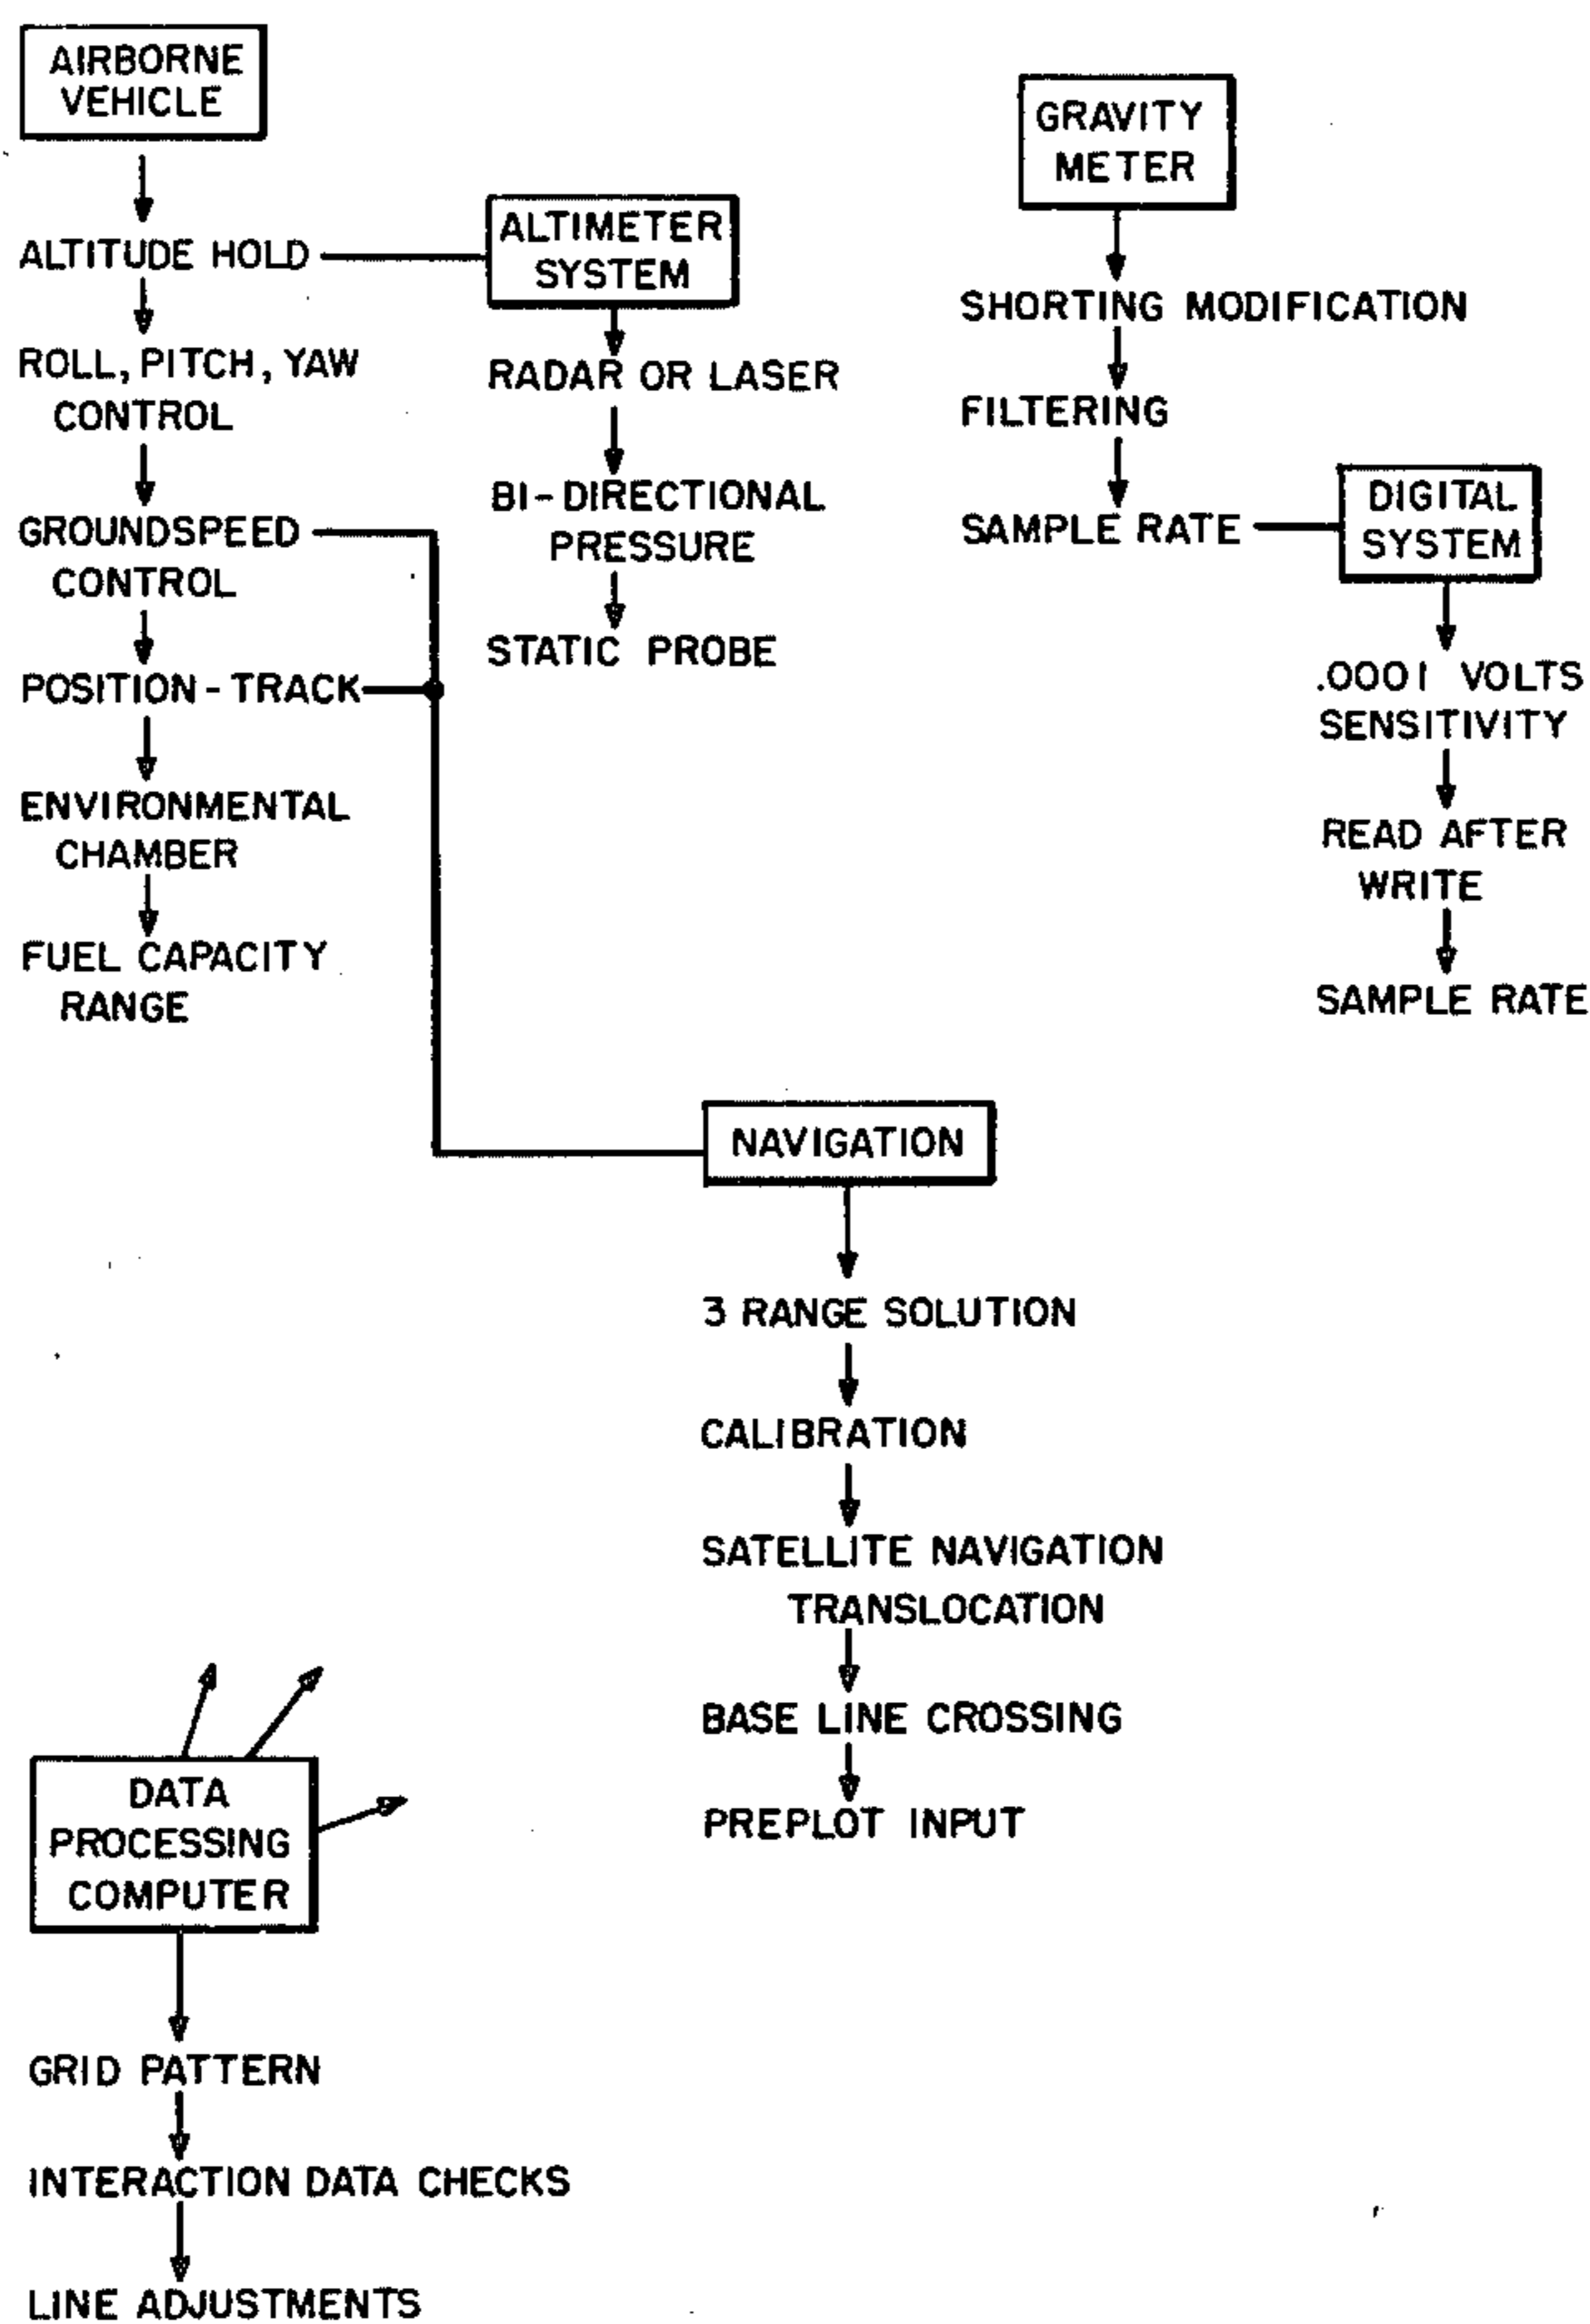 AIRBORNE
VEHICLE
ALTITUDE HOLD
ROLL, PITCH, YAW
CONTROL
GROUNDSPEED
CONTROL
POSITION - TRACK
ENVIRONMENTAL
CHAMBER
FUEL CAPACITY
RANGE
ALTIMETER
SYSTEM
RADAR OR LASER
BI-DIRECTIONAL
PRESSURE
STATIC PROBE
GRAVITY
METER
SHORTING MODIFICATION
FILTERING
SAMPLE RATE
DIGITAL
SYSTEM
.0001 VOLTS
SENSITIVITY
READ AFTER
WRITE
SAMPLE RATE
NAVIGATION
3 RANGE SOLUTION
CALIBRATION
SATELLITE NAVIGATION
TRANSLOCATION
BASE LINE CROSSING
PREPLOT INPUT
DATA
PROCESSING
COMPUTER
GRID PATTERN
INTERACTION DATA CHECKS
LINE ADJUSTMENTS